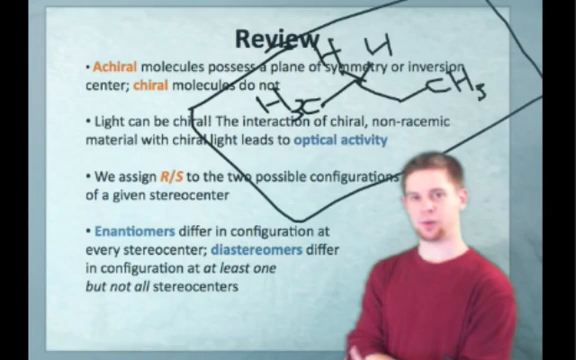 Review
H H
H3C
CH3
• Achiral molecules possess a plane of symmetry or inversion
center; chiral molecules do not
• Light can be chiral! The interaction of chiral, non-racemic
material with chiral light leads to optical activity
• We assign R/S to the two possible configurations
of a given stereocenter
• Enantiomers differ in configuration at
every stereocenter; diastereomers differ
in configuration at at least one
but not all stereocenters